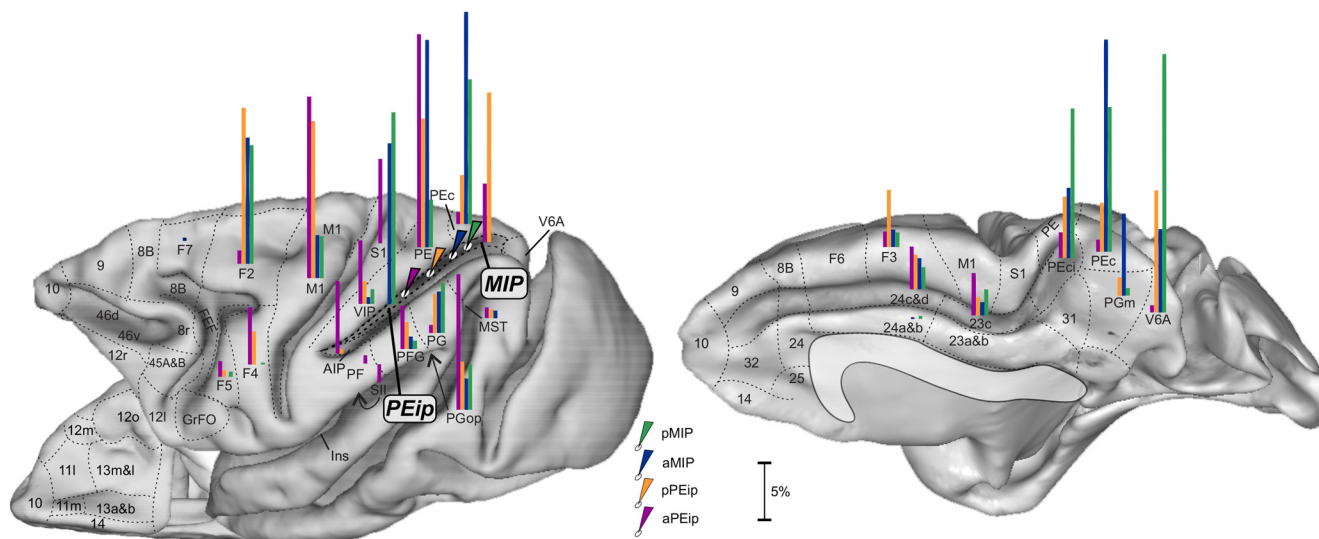 PEc
V6A
M1
S1
PE
F7
8B
9
F2
M1
MIP
10
8B
46d
FEF
VIP
MST
46v
8r
PG
12r
45A&B
F4
PFG
AIP
PF
F5
SII
PEip
PGop
12o
12l
GrFO
12m
Ins
11l
13m&l
10
11m
13a&b
14
pMIP
aMIP
pPEip
aPEip
5%
PE
8B
F6
F3
M1
S1
PEci
PEc
9
PGm
24c&d
23c
31
V6A
24a&b
23a&b
10
24
32
25
14